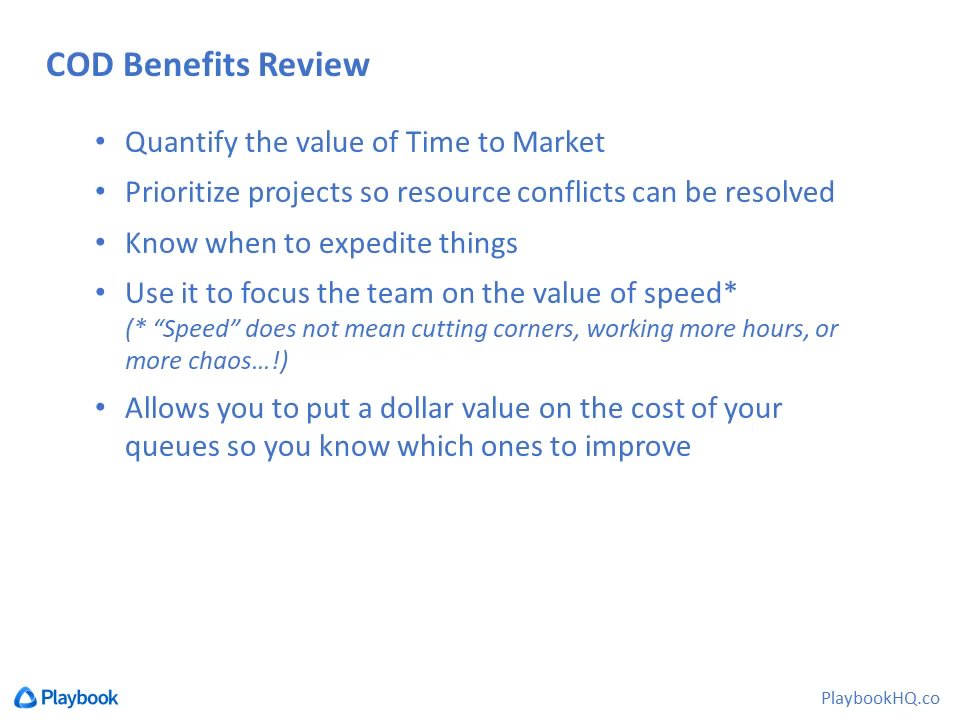 COD Benefits Review
• Quantify the value of Time to Market
• Prioritize projects so resource conflicts can be resolved
• Know when to expedite things
• Use it to focus the team on the value of speed*
(* “Speed” does not mean cutting corners, working more hours, or
more chaos…!)
• Allows you to put a dollar value on the cost of your
queues so you know which ones to improve
Playbook
PlaybookHQ.co